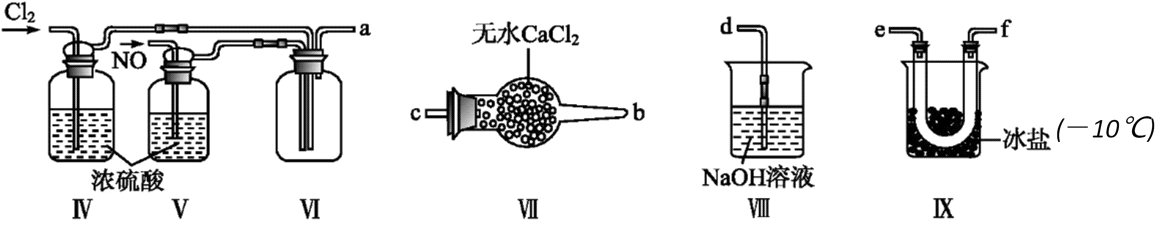 Cl₂
NO
a
浓硫酸
Ⅳ
Ⅴ
Ⅵ
无水CaCl₂
c
b
Ⅶ
d
NaOH溶液
Ⅷ
e
f
冰盐(-10℃)
Ⅸ